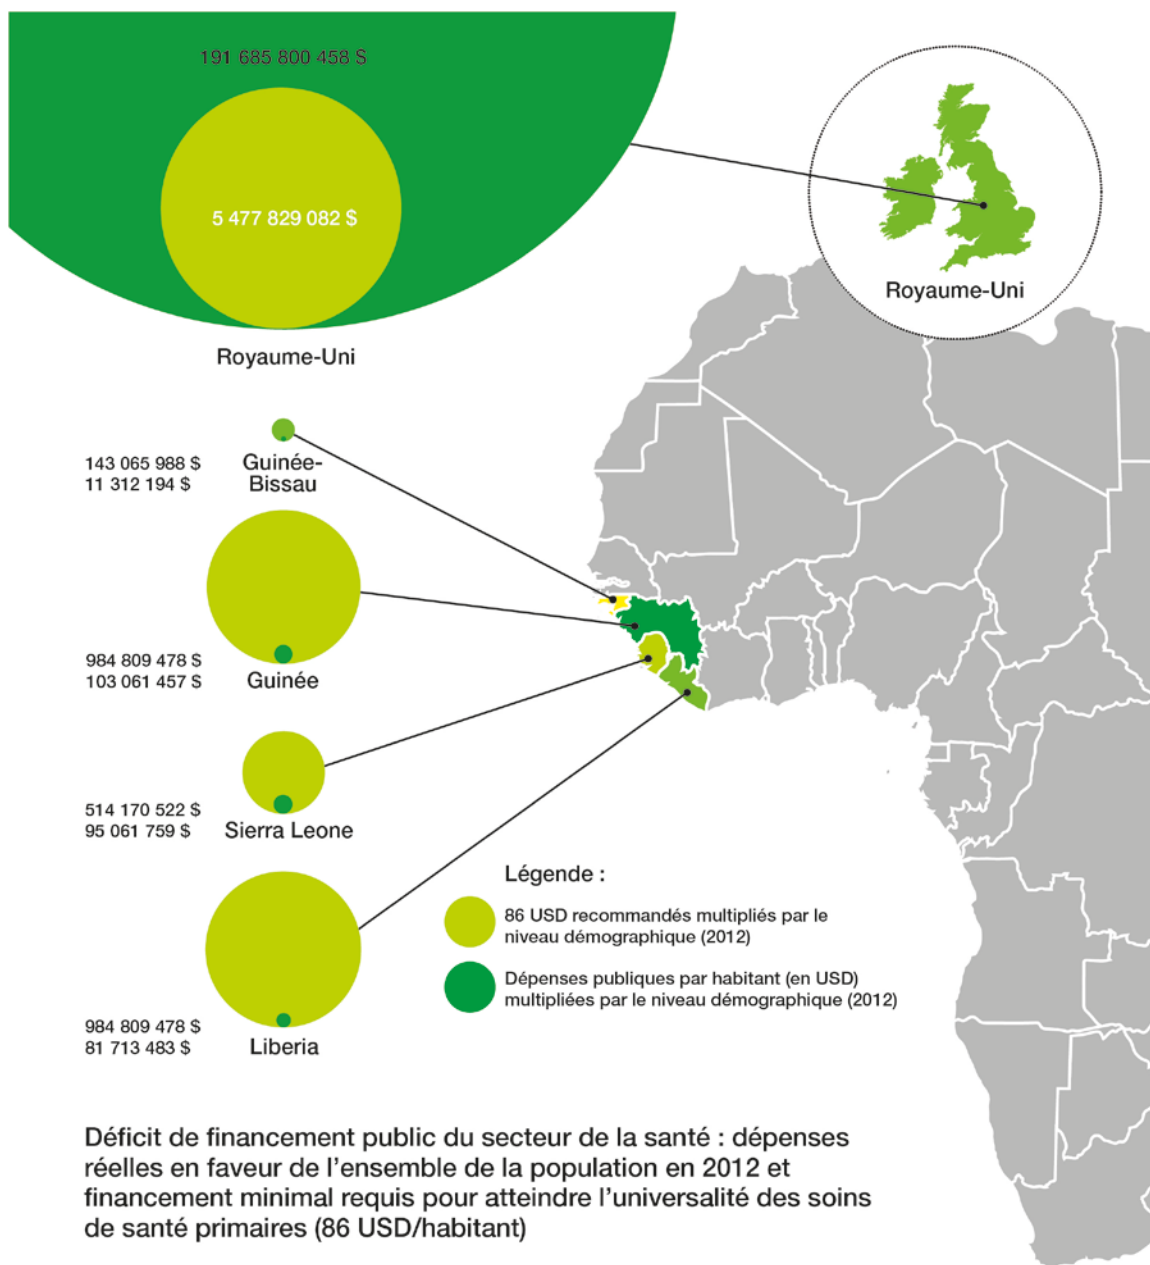 191 685 800 458 $
5 477 829 082 $
Royaume-Uni
Royaume-Uni
143 065 988 $
11 312 194 $
Guinée-
Bissau
984 809 478 $
103 061 457 $
Guinée
514 170 522 $
95 061 759 $
Sierra Leone
984 809 478 $
81 713 483 $
Liberia
Légende :
86 USD recommandés multipliés par le
niveau démographique (2012)
Dépenses publiques par habitant (en USD)
multipliées par le niveau démographique (2012)
Déficit de financement public du secteur de la santé : dépenses
réelles en faveur de l’ensemble de la population en 2012 et
financement minimal requis pour atteindre l’universalité des soins
de santé primaires (86 USD/habitant)